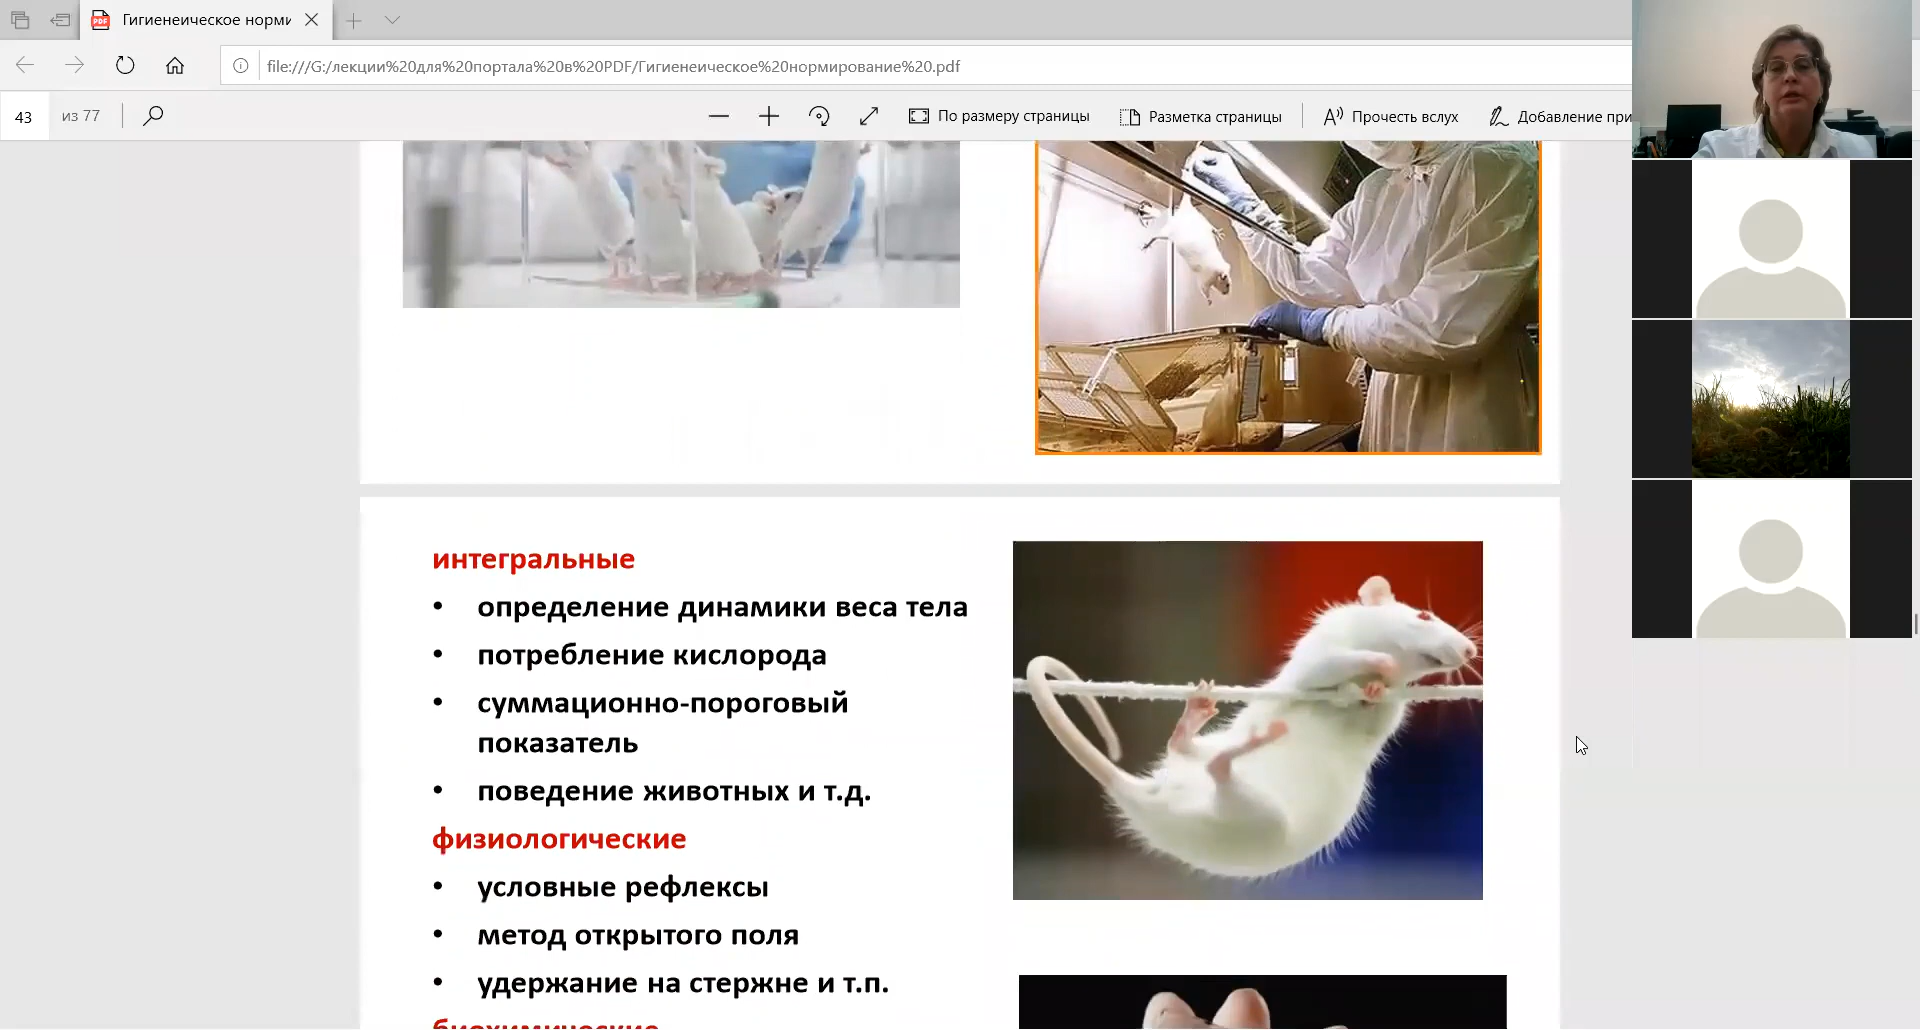 Гигиенеическое норми
file:///G:/лекции%20для%20портала%20в%20PDF/Гигиенеическое%20нормирование%20.pdf
43 из 77
По размеру страницы
Разметка страницы
Прочесть вслух
Добавление при
интегральные
• определение динамики веса тела
• потребление кислорода
• суммационно-пороговый
показатель
• поведение животных и т.д.
физиологические
• условные рефлексы
• метод открытого поля
• удержание на стержне и т.п.
биохимические